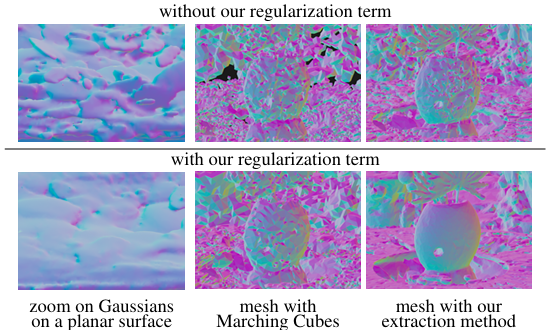 without our regularization term
with our regularization term
zoom on Gaussians
on a planar surface
mesh with
Marching Cubes
mesh with our
extraction method